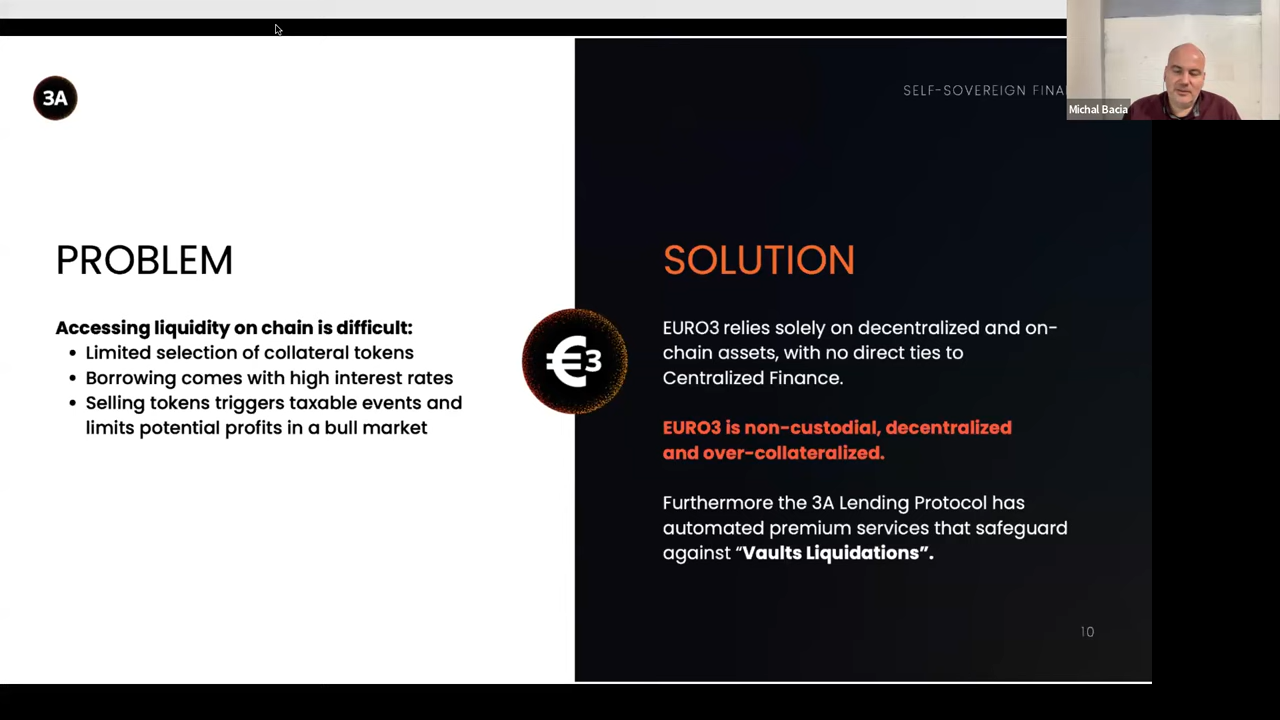 3A
SELF-SOVEREIGN
Michal Bacia
PROBLEM
Accessing liquidity on chain is difficult:
• Limited selection of collateral tokens
• Borrowing comes with high interest rates
• Selling tokens triggers taxable events and
limits potential profits in a bull market
€3
SOLUTION
EURO3 relies solely on decentralized and on-
chain assets, with no direct ties to
Centralized Finance.
EURO3 is non-custodial, decentralized
and over-collateralized.
Furthermore the 3A Lending Protocol has
automated premium services that safeguard
against “Vaults Liquidations”.
10